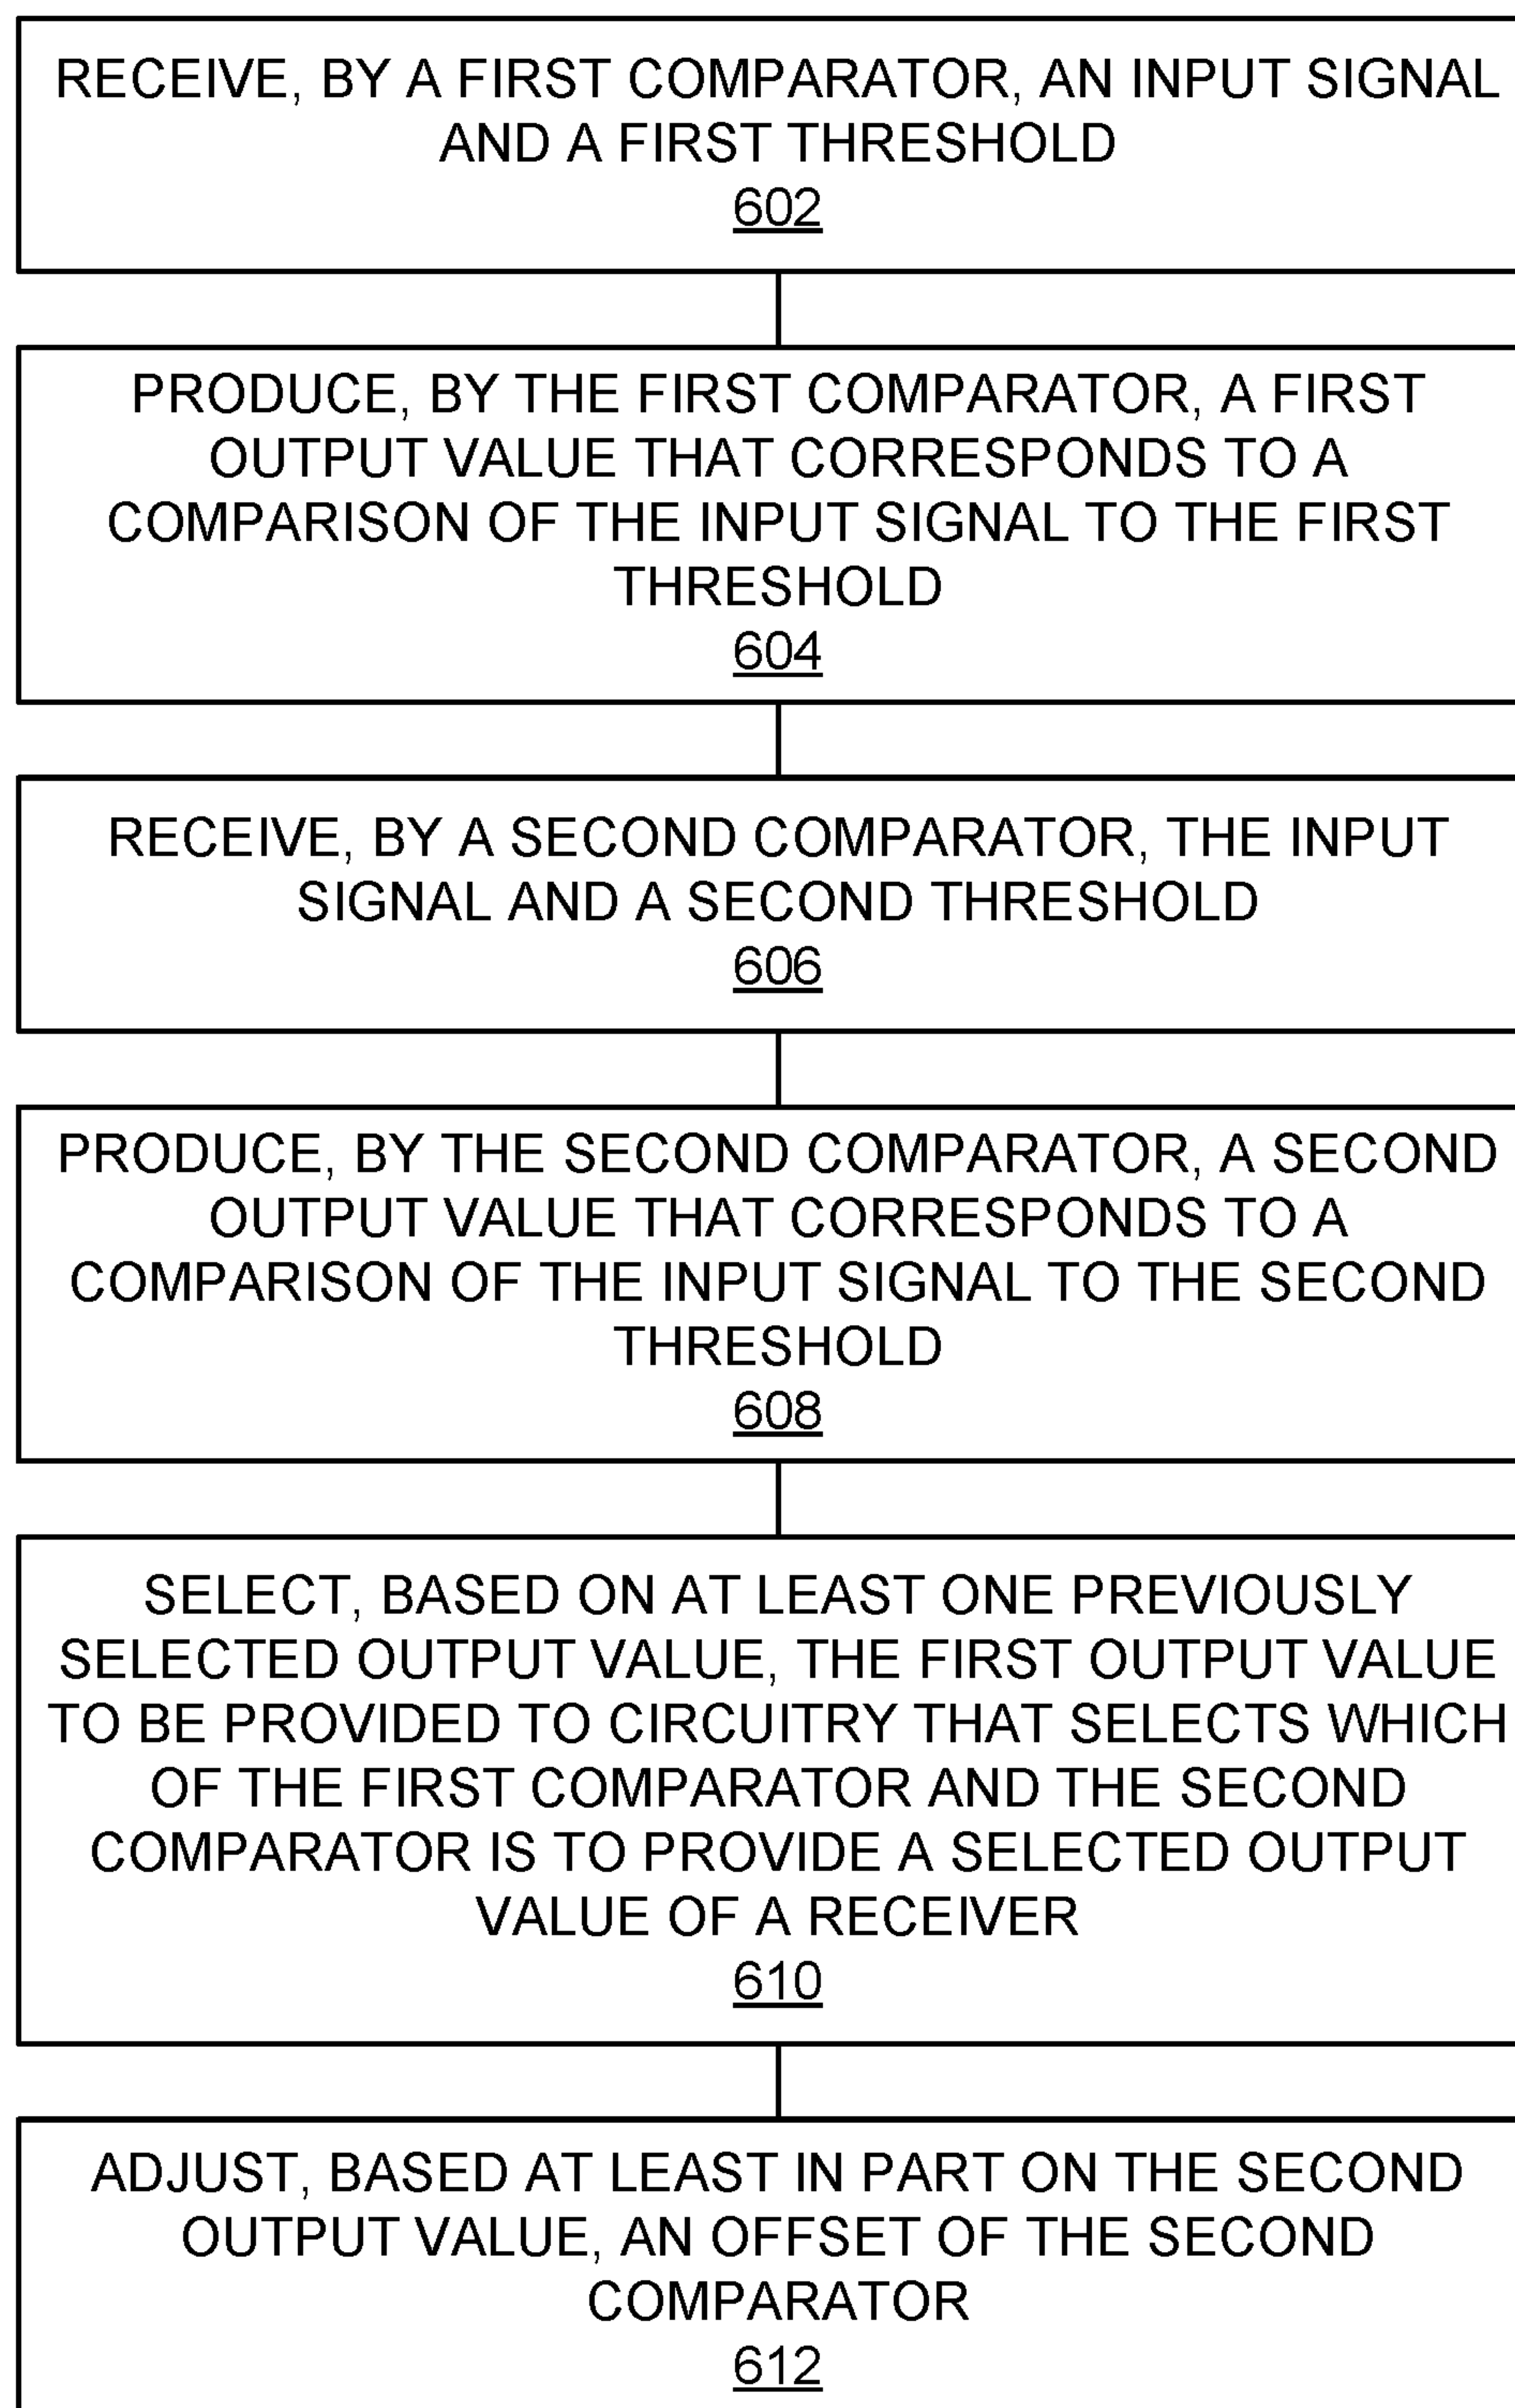 RECEIVE, BY A FIRST COMPARATOR, AN INPUT SIGNAL
AND A FIRST THRESHOLD
602
PRODUCE, BY THE FIRST COMPARATOR, A FIRST
OUTPUT VALUE THAT CORRESPONDS TO A
COMPARISON OF THE INPUT SIGNAL TO THE FIRST
THRESHOLD
604
RECEIVE, BY A SECOND COMPARATOR, THE INPUT
SIGNAL AND A SECOND THRESHOLD
606
PRODUCE, BY THE SECOND COMPARATOR, A SECOND
OUTPUT VALUE THAT CORRESPONDS TO A
COMPARISON OF THE INPUT SIGNAL TO THE SECOND
THRESHOLD
608
SELECT, BASED ON AT LEAST ONE PREVIOUSLY
SELECTED OUTPUT VALUE, THE FIRST OUTPUT VALUE
TO BE PROVIDED TO CIRCUITRY THAT SELECTS WHICH
OF THE FIRST COMPARATOR AND THE SECOND
COMPARATOR IS TO PROVIDE A SELECTED OUTPUT
VALUE OF A RECEIVER
610
ADJUST, BASED AT LEAST IN PART ON THE SECOND
OUTPUT VALUE, AN OFFSET OF THE SECOND
COMPARATOR
612